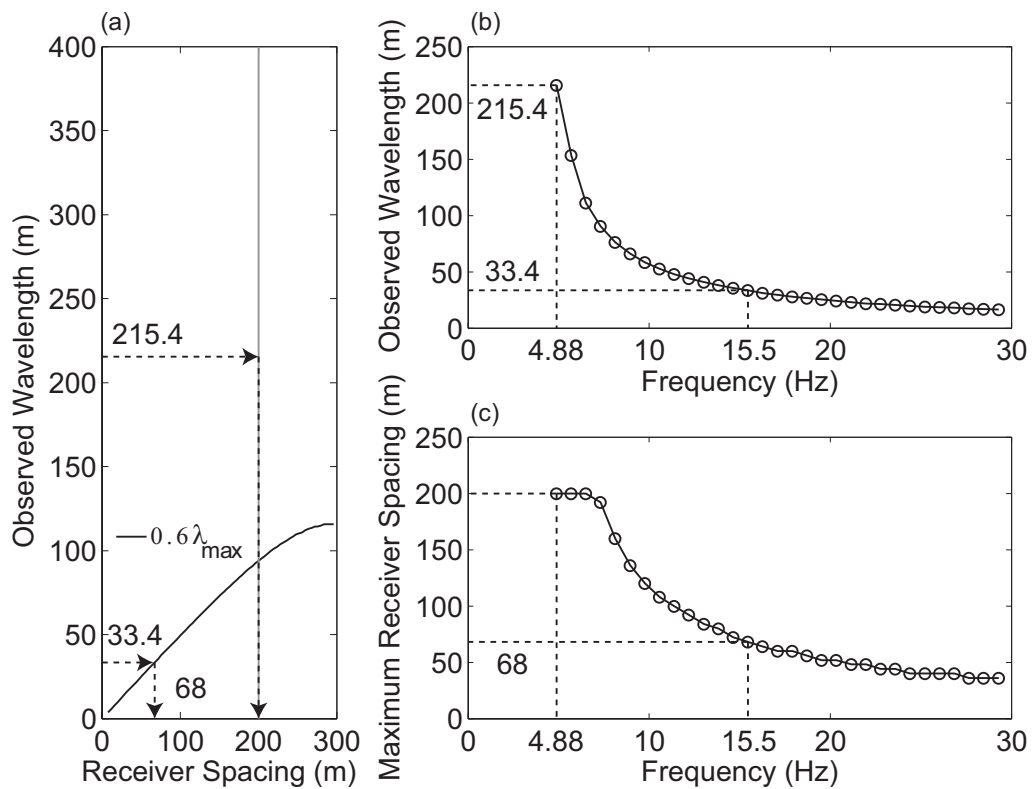 (a)
400
350
300
250
200
150
100
50
0
Observed Wavelength (m)
215.4
0.6λmax
33.4
68
0 100 200 300
Receiver Spacing (m)
(b)
250
200
150
100
50
0
Observed Wavelength (m)
215.4
33.4
0 4.88 10 15.5 20 30
Frequency (Hz)
(c)
250
200
150
100
50
0
Maximum Receiver Spacing (m)
68
0 4.88 10 15.5 20 30
Frequency (Hz)